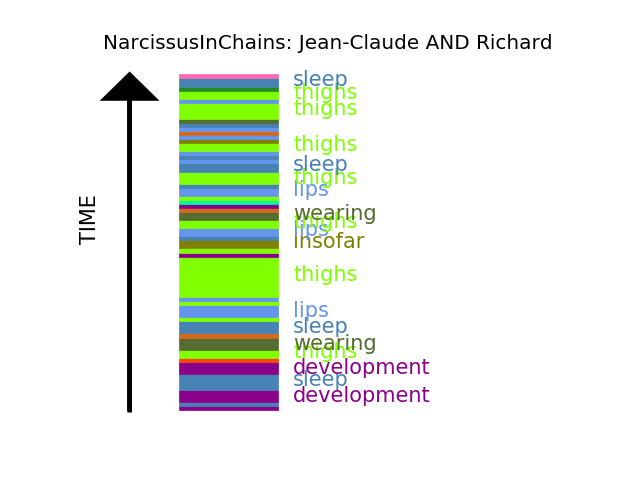 NarcissusInChains: Jean-Claude AND Richard
sleep
thighs
thighs
thighs
sleep
thighs
lips
wearing
thighs
lips
insofar
thighs
lips
sleep
wearing
thighs
development
sleep
development
TIME